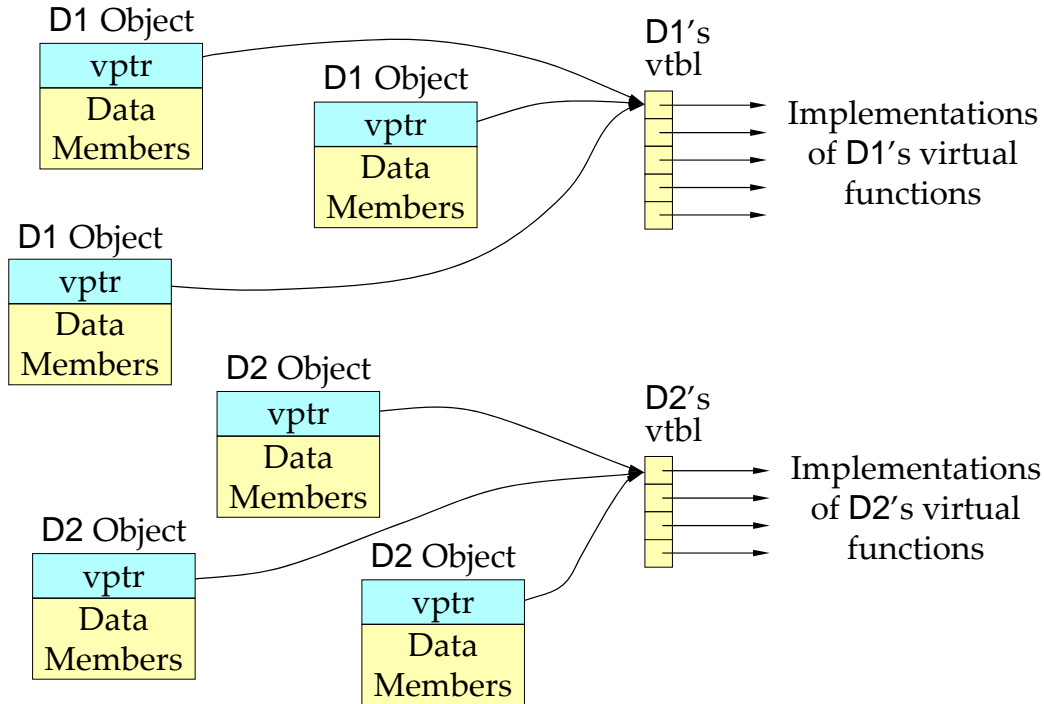 D1 Object
vptr
Data
Members
D1 Object
vptr
Data
Members
D1 Object
vptr
Data
Members
D1's
vtbl
Implementations
of D1's virtual
functions
D2 Object
vptr
Data
Members
D2 Object
vptr
Data
Members
D2 Object
vptr
Data
Members
D2's
vtbl
Implementations
of D2's virtual
functions